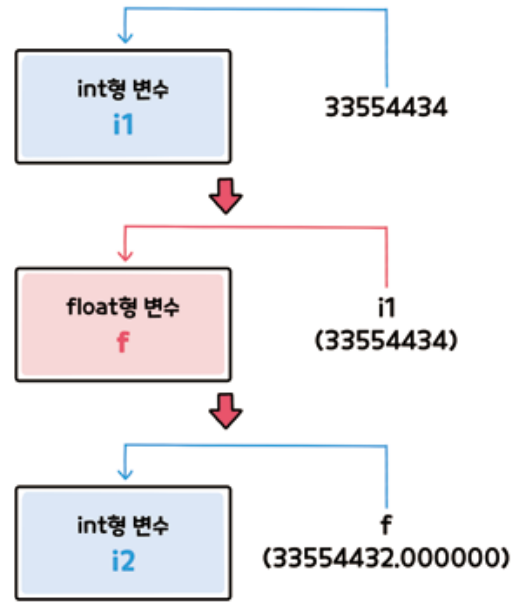 int형 변수
i1
33554434
float형 변수
f
i1
(33554434)
int형 변수
i2
f
(33554432.000000)